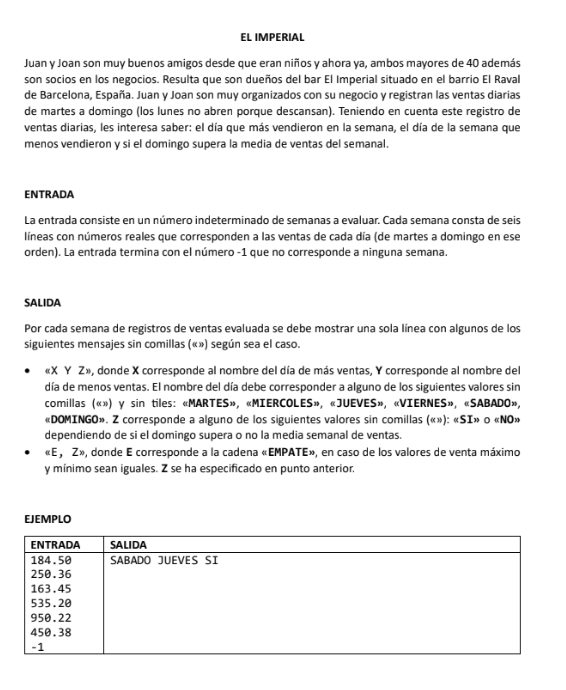 EL IMPERIAL
Juan y Joan son muy buenos amigos desde que eran niños y ahora ya, ambos mayores de 40 además
son socios en los negocios. Resulta que son dueños del bar El Imperial situado en el barrio El Raval
de Barcelona, España. Juan y Joan son muy organizados con su negocio y registran las ventas diarias
de martes a domingo (los lunes no abren porque descansan). Teniendo en cuenta este registro de
ventas diarias, les interesa saber: el día que más vendieron en la semana, el día de la semana que
menos vendieron y si el domingo supera la media de ventas del semanal.
ENTRADA
La entrada consiste en un número indeterminado de semanas a evaluar. Cada semana consta de seis
líneas con números reales que corresponden a las ventas de cada día (de martes a domingo en ese
orden). La entrada termina con el número -1 que no corresponde a ninguna semana.
SALIDA
Por cada semana de registros de ventas evaluada se debe mostrar una sola línea con algunos de los
siguientes mensajes sin comillas («») según sea el caso.
• «X Y Z», donde X corresponde al nombre del día de más ventas, Y corresponde al nombre del
día de menos ventas. El nombre del día debe corresponder a alguno de los siguientes valores sin
comillas («») y sin tiles: «MARTES», «MIERCOLES», «JUEVES», «VIERNES», «SABADO»,
«DOMINGO». Z corresponde a alguno de los siguientes valores sin comillas («»): «SI» o «NO»
dependiendo de si el domingo supera o no la media semanal de ventas.
• «E, Z», donde E corresponde a la cadena «EMPATE», en caso de los valores de venta máximo
y mínimo sean iguales. Z se ha especificado en punto anterior.
EJEMPLO
ENTRADA SALIDA
184.50 SABADO JUEVES SI
250.36
163.45
535.20
950.22
450.38
-1